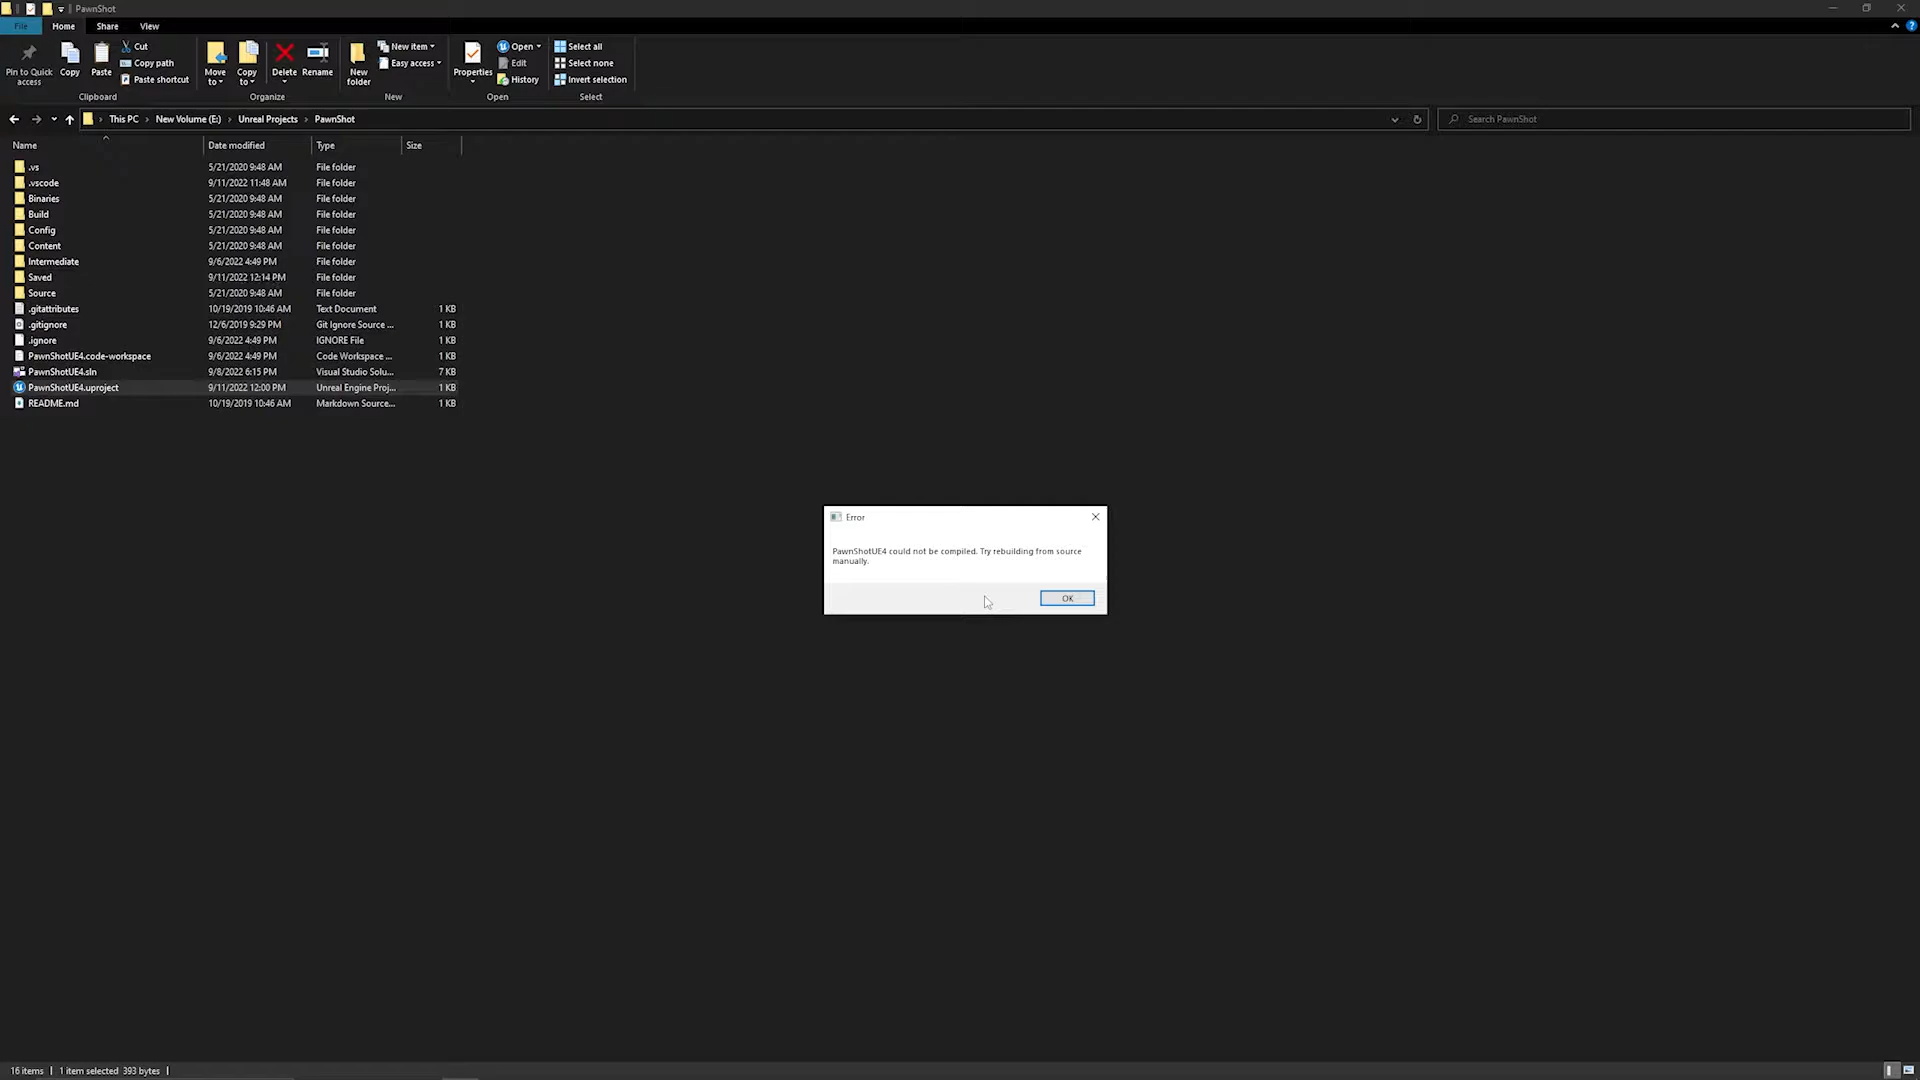 PawnShot
File Home Share View
Pin to Quick access
Copy
Paste
Cut
Copy path
Paste shortcut
Move to
Copy to
Delete
Rename
New folder
New item
Easy access
Properties
Open
Edit
History
Select all
Select none
Invert selection
Clipboard Organize New Open Select
This PC › New Volume (E:) › Unreal Projects › PawnShot
Search PawnShot
Name Date modified Type Size
.vs 5/21/2020 9:48 AM File folder
.vscode 9/11/2022 11:48 AM File folder
Binaries 5/21/2020 9:48 AM File folder
Build 5/21/2020 9:48 AM File folder
Config 5/21/2020 9:48 AM File folder
Content 5/21/2020 9:48 AM File folder
Intermediate 9/6/2022 4:49 PM File folder
Saved 9/11/2022 12:14 PM File folder
Source 5/21/2020 9:48 AM File folder
.gitattributes 10/19/2019 10:46 AM Text Document 1 KB
.gitignore 12/6/2019 9:29 PM Git Ignore Source ... 1 KB
.ignore 9/6/2022 4:49 PM IGNORE File 1 KB
PawnShotUE4.code-workspace 9/6/2022 4:49 PM Code Workspace ... 1 KB
PawnShotUE4.sln 9/8/2022 6:15 PM Visual Studio Solu... 7 KB
PawnShotUE4.uproject 9/11/2022 12:00 PM Unreal Engine Proj... 1 KB
README.md 10/19/2019 10:46 AM Markdown Source... 1 KB
Error
PawnShotUE4 could not be compiled. Try rebuilding from source
manually.
OK
16 items 1 item selected 393 bytes